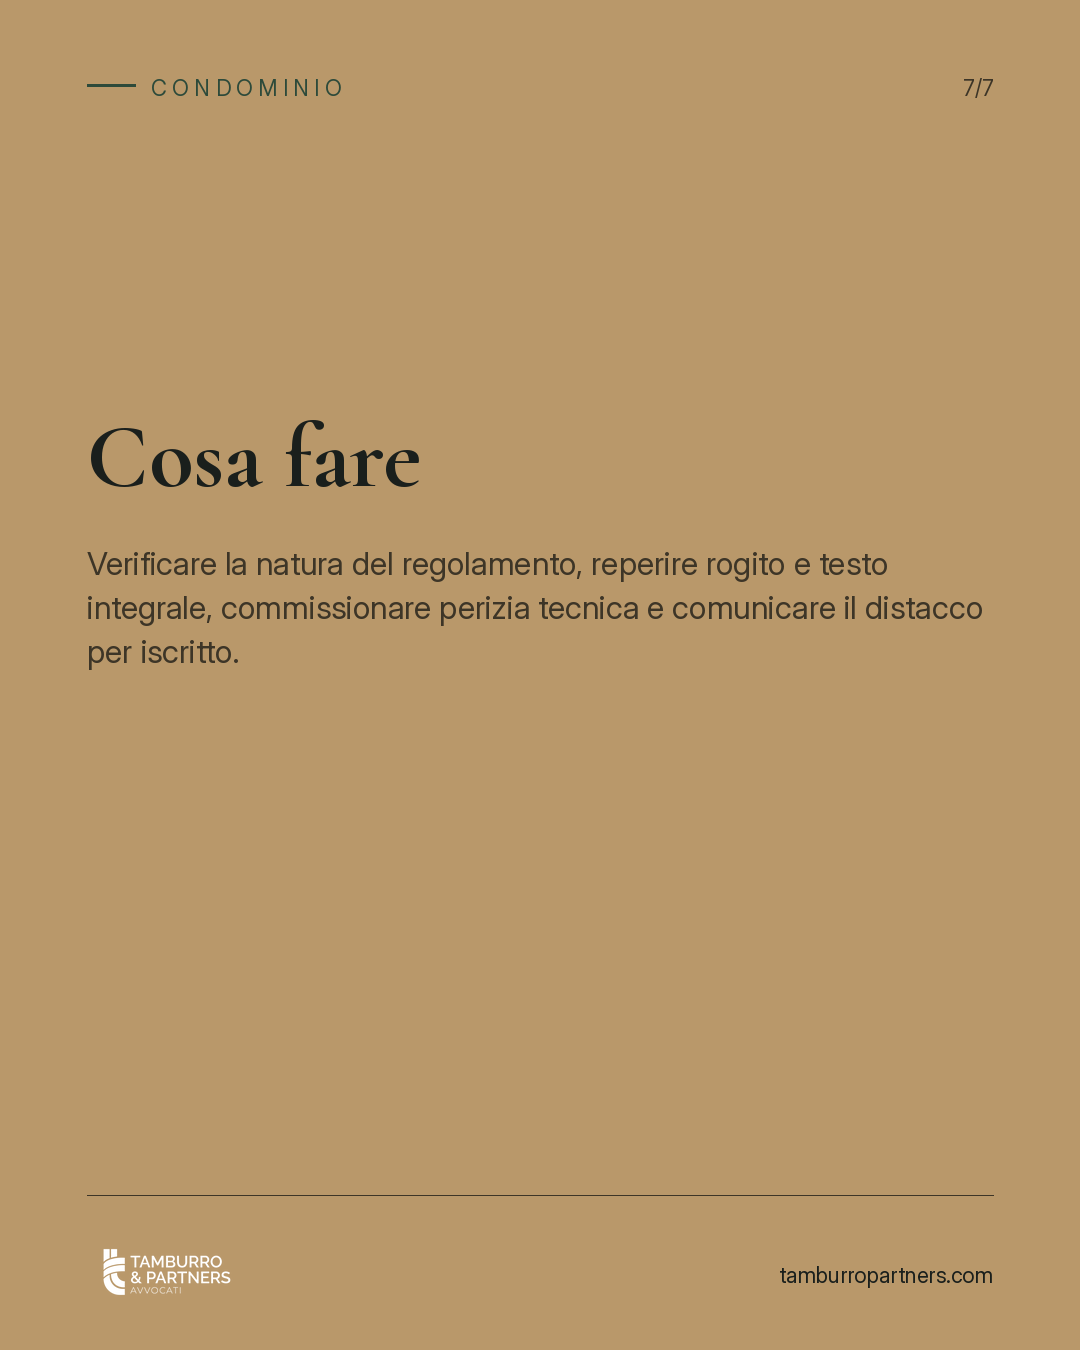 CONDOMINIO
7/7
Cosa fare
Verificare la natura del regolamento, reperire rogito e testo
integrale, commissionare perizia tecnica e comunicare il distacco
per iscritto.
TAMBURRO
& PARTNERS
AVVOCATI
tamburropartners.com